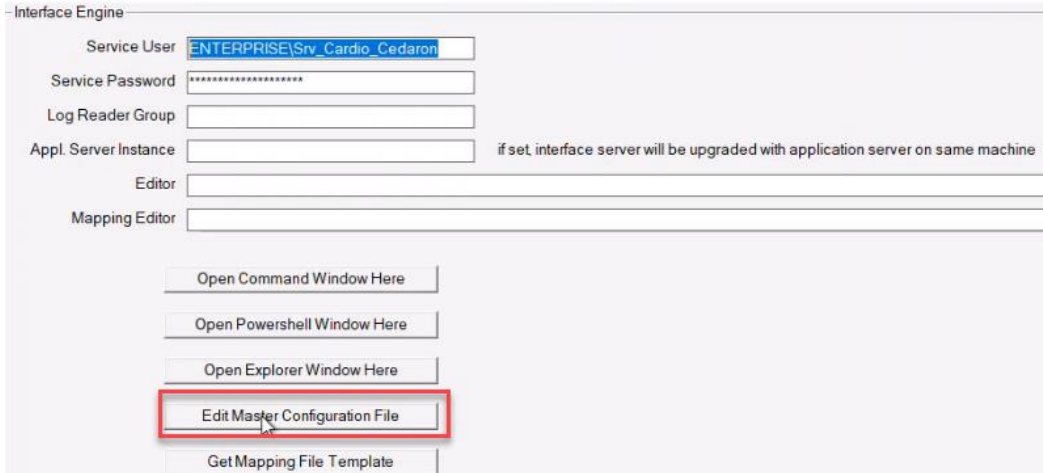 Interface Engine
Service User ENTERPRISE\Srv_Cardio_Cedaron
Service Password ********************
Log Reader Group
Appl. Server Instance if set, interface server will be upgraded with application server on same machine
Editor
Mapping Editor
Open Command Window Here
Open Powershell Window Here
Open Explorer Window Here
Edit Master Configuration File
Get Mapping File Template